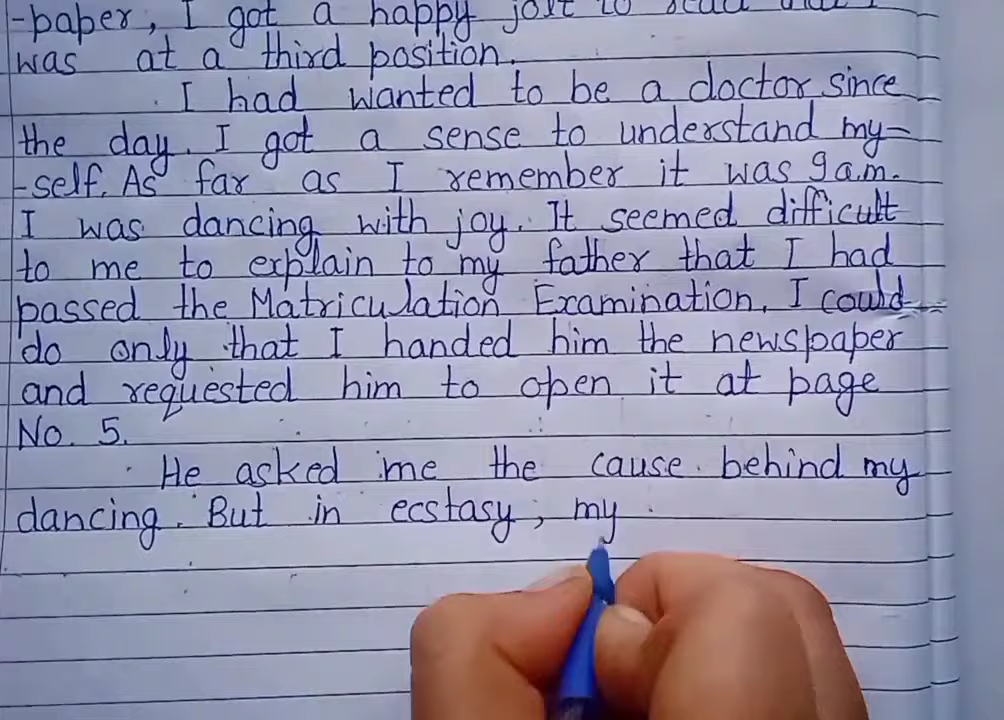 -paper, I got a happy jolt to read that I
was at a third position.
I had wanted to be a doctor since
the day. I got a sense to understand my-
-self. As far as I remember it was 9 a.m.
I was dancing with joy. It seemed difficult
to me to explain to my father that I had
passed the Matriculation Examination. I could
do only that I handed him the newspaper
and requested him to open it at page
No. 5.
He asked me the cause behind my
dancing. But in ecstasy, my